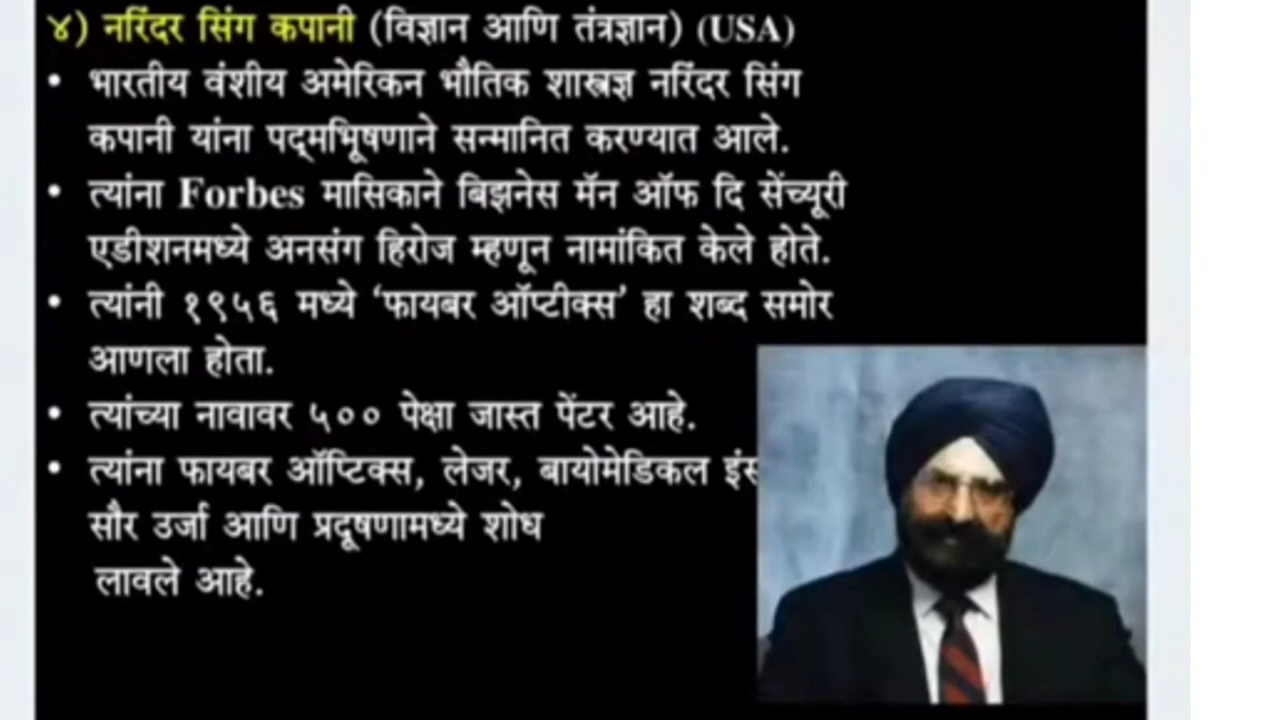 ४) नरिंदर सिंग कपानी (विज्ञान आणि तंत्रज्ञान) (USA)
• भारतीय वंशीय अमेरिकन भौतिक शास्त्रज्ञ नरिंदर सिंग
कपानी यांना पद्मभिूषणाने सन्मानित करण्यात आले.
• त्यांना Forbes मासिकाने बिझनेस मॅन ऑफ दि सेंच्यूरी
एडीशनमध्ये अनसंग हिरोज म्हणून नामांकित केले होते.
• त्यांनी १९५६ मध्ये ‘फायबर ऑप्टीक्स’ हा शब्द समोर
आणला होता.
• त्यांच्या नावावर ५०० पेक्षा जास्त पेंटर आहे.
• त्यांना फायबर ऑप्टिक्स, लेजर, बायोमेडिकल
सौर उर्जा आणि प्रदूषणामध्ये शोध
लावले आहे.